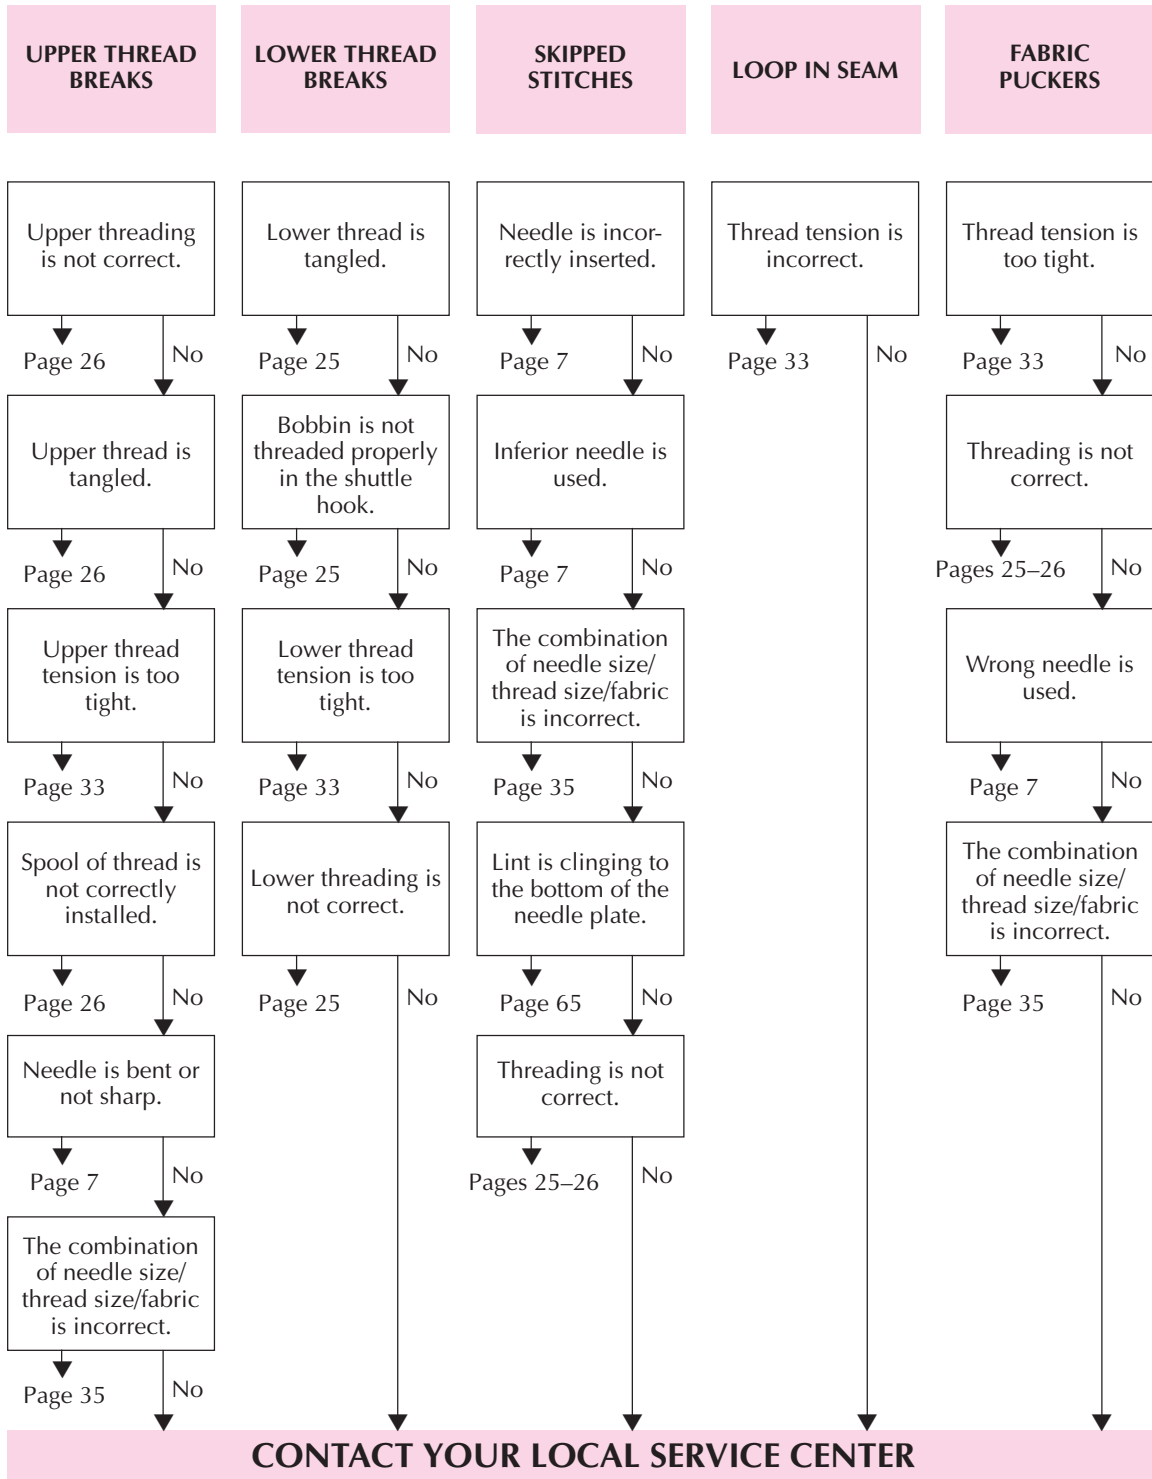 UPPER THREAD
BREAKS
Upper threading
is not correct.
Page 26
No
Upper thread is
tangled.
Page 26
No
Upper thread
tension is too
tight.
Page 33
No
Spool of thread is
not correctly
installed.
Page 26
No
Needle is bent or
not sharp.
Page 7
No
The combination
of needle size/
thread size/fabric
is incorrect.
Page 35
No
LOWER THREAD
BREAKS
Lower thread is
tangled.
Page 25
No
Bobbin is not
threaded properly
in the shuttle
hook.
Page 25
No
Lower thread
tension is too
tight.
Page 33
No
Lower threading is
not correct.
Page 25
No
SKIPPED
STITCHES
Needle is incor-
rectly inserted.
Page 7
No
Inferior needle is
used.
Page 7
No
The combination
of needle size/
thread size/fabric
is incorrect.
Page 35
No
Lint is clinging to
the bottom of the
needle plate.
Page 65
No
Threading is not
correct.
Pages 25–26
No
LOOP IN SEAM
Thread tension is
incorrect.
Page 33
No
FABRIC
PUCKERS
Thread tension is
too tight.
Page 33
No
Threading is not
correct.
Pages 25–26
No
Wrong needle is
used.
Page 7
No
The combination
of needle size/
thread size/fabric
is incorrect.
Page 35
No
CONTACT YOUR LOCAL SERVICE CENTER